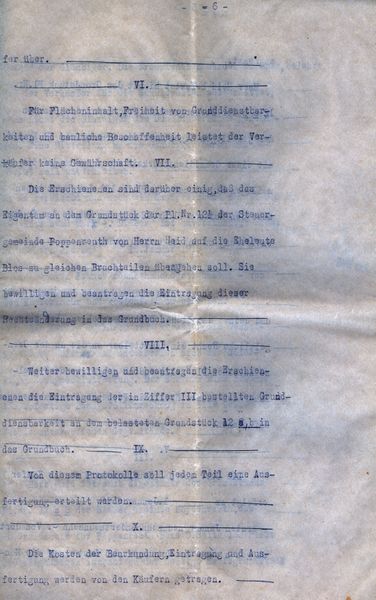 - 6 -
fer über.
VI.
Für Flächeninhalt,Freiheit von Grunddienstbar-
keiten und bauliche Beschaffenheit leistet der Ver-
käufer keine Gewährschaft. VII.
Die Erschienenen sind darüber einig,daß das
Eigentum an dem Grundstück der Pl.Nr.12½ der Steuer-
gemeinde Poppenreuth von Herrn Heid auf die Eheleute
Blos zu gleichen Bruchteilen übergehen soll. Sie
bewilligen und beantragen die Eintragung dieser
Rechtsänderung in das Grundbuch.
VIII.
Weiter bewilligen und beantragen die Erschien-
enen die Eintragung der in Ziffer III bestellten Grund-
dienstbarkeit an dem belasteten Grundstück 12 in
das Grundbuch. IX.
Von diesem Protokolle soll jeden Teil eine Aus-
fertigung erteilt werden.
X.
Die Kosten der Beurkundung,Eintragung und Aus-
fertigung werden von den Käufern getragen.